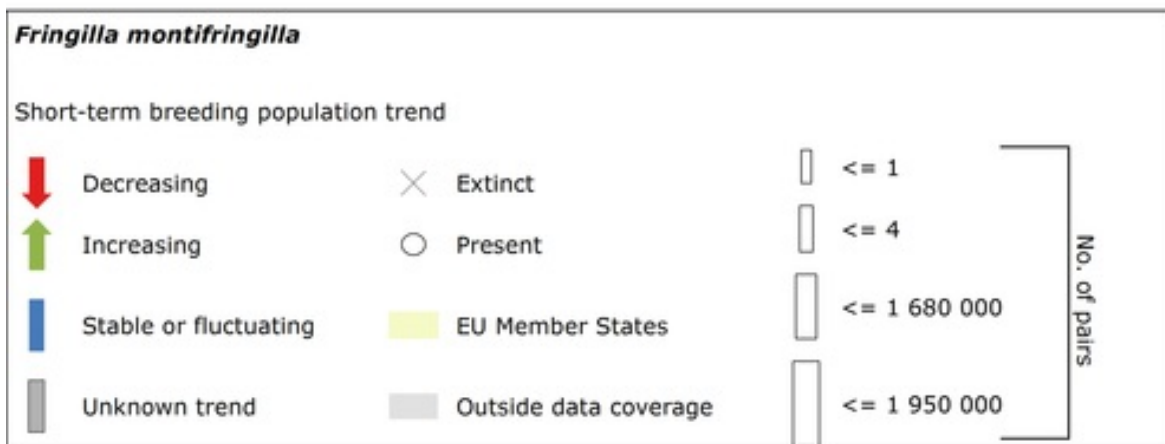 Fringilla montifringilla
Short-term breeding population trend
Decreasing
Increasing
Stable or fluctuating
Unknown trend
Extinct
Present
EU Member States
Outside data coverage
<= 1
<= 4
<= 1 680 000
<= 1 950 000
No. of pairs